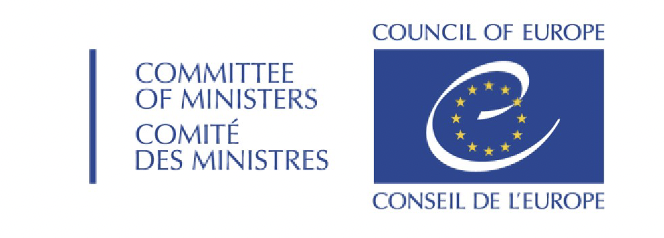 COMMITTEE
OF MINISTERS
COMITÉ
DES MINISTRES
COUNCIL OF EUROPE
CONSEIL DE L'EUROPE